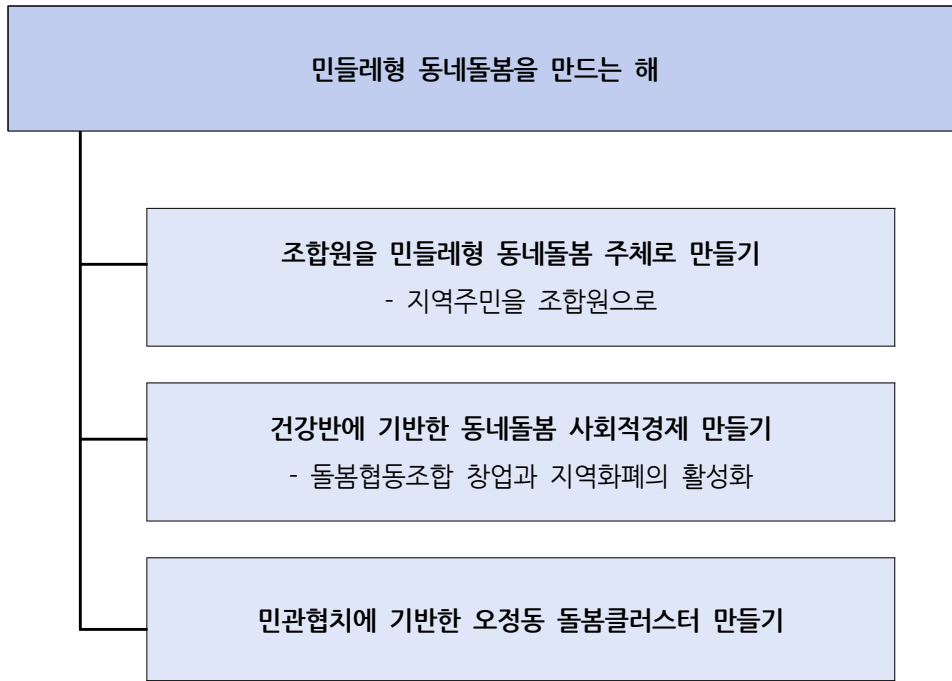 민들레형 동네돌봄을 만드는 해
조합원을 민들레형 동네돌봄 주체로 만들기
- 지역주민을 조합원으로
건강반에 기반한 동네돌봄 사회적경제 만들기
- 돌봄협동조합 창업과 지역화폐의 활성화
민관협치에 기반한 오정동 돌봄클러스터 만들기